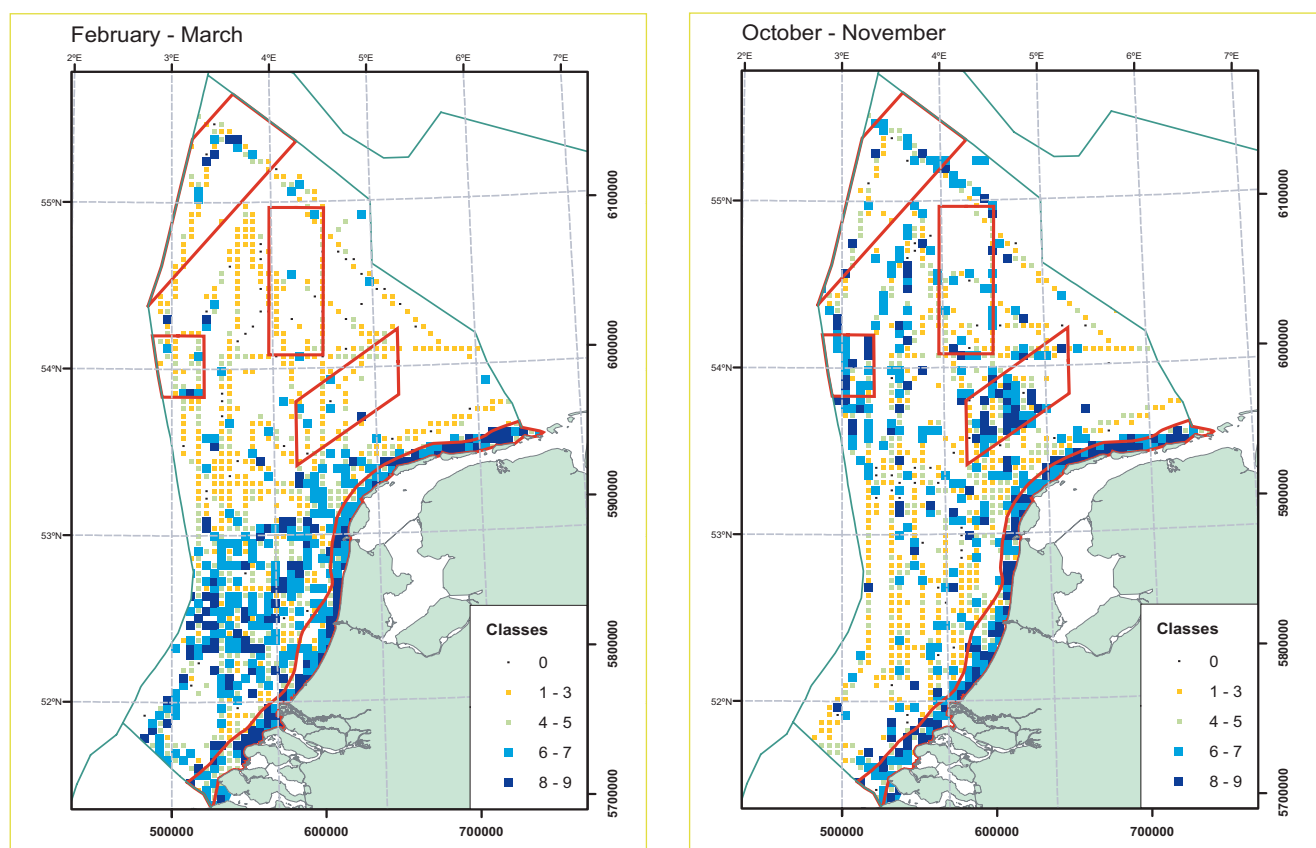 February - March
2°E 3°E 4°E 5°E 6°E 7°E
55°N
54°N
53°N
52°N
6100000
6000000
5900000
5800000
5700000
500000 600000 700000
Classes
0
1 - 3
4 - 5
6 - 7
8 - 9
October - November
2°E 3°E 4°E 5°E 6°E 7°E
55°N
54°N
53°N
52°N
6100000
6000000
5900000
5800000
5700000
500000 600000 700000
Classes
0
1 - 3
4 - 5
6 - 7
8 - 9